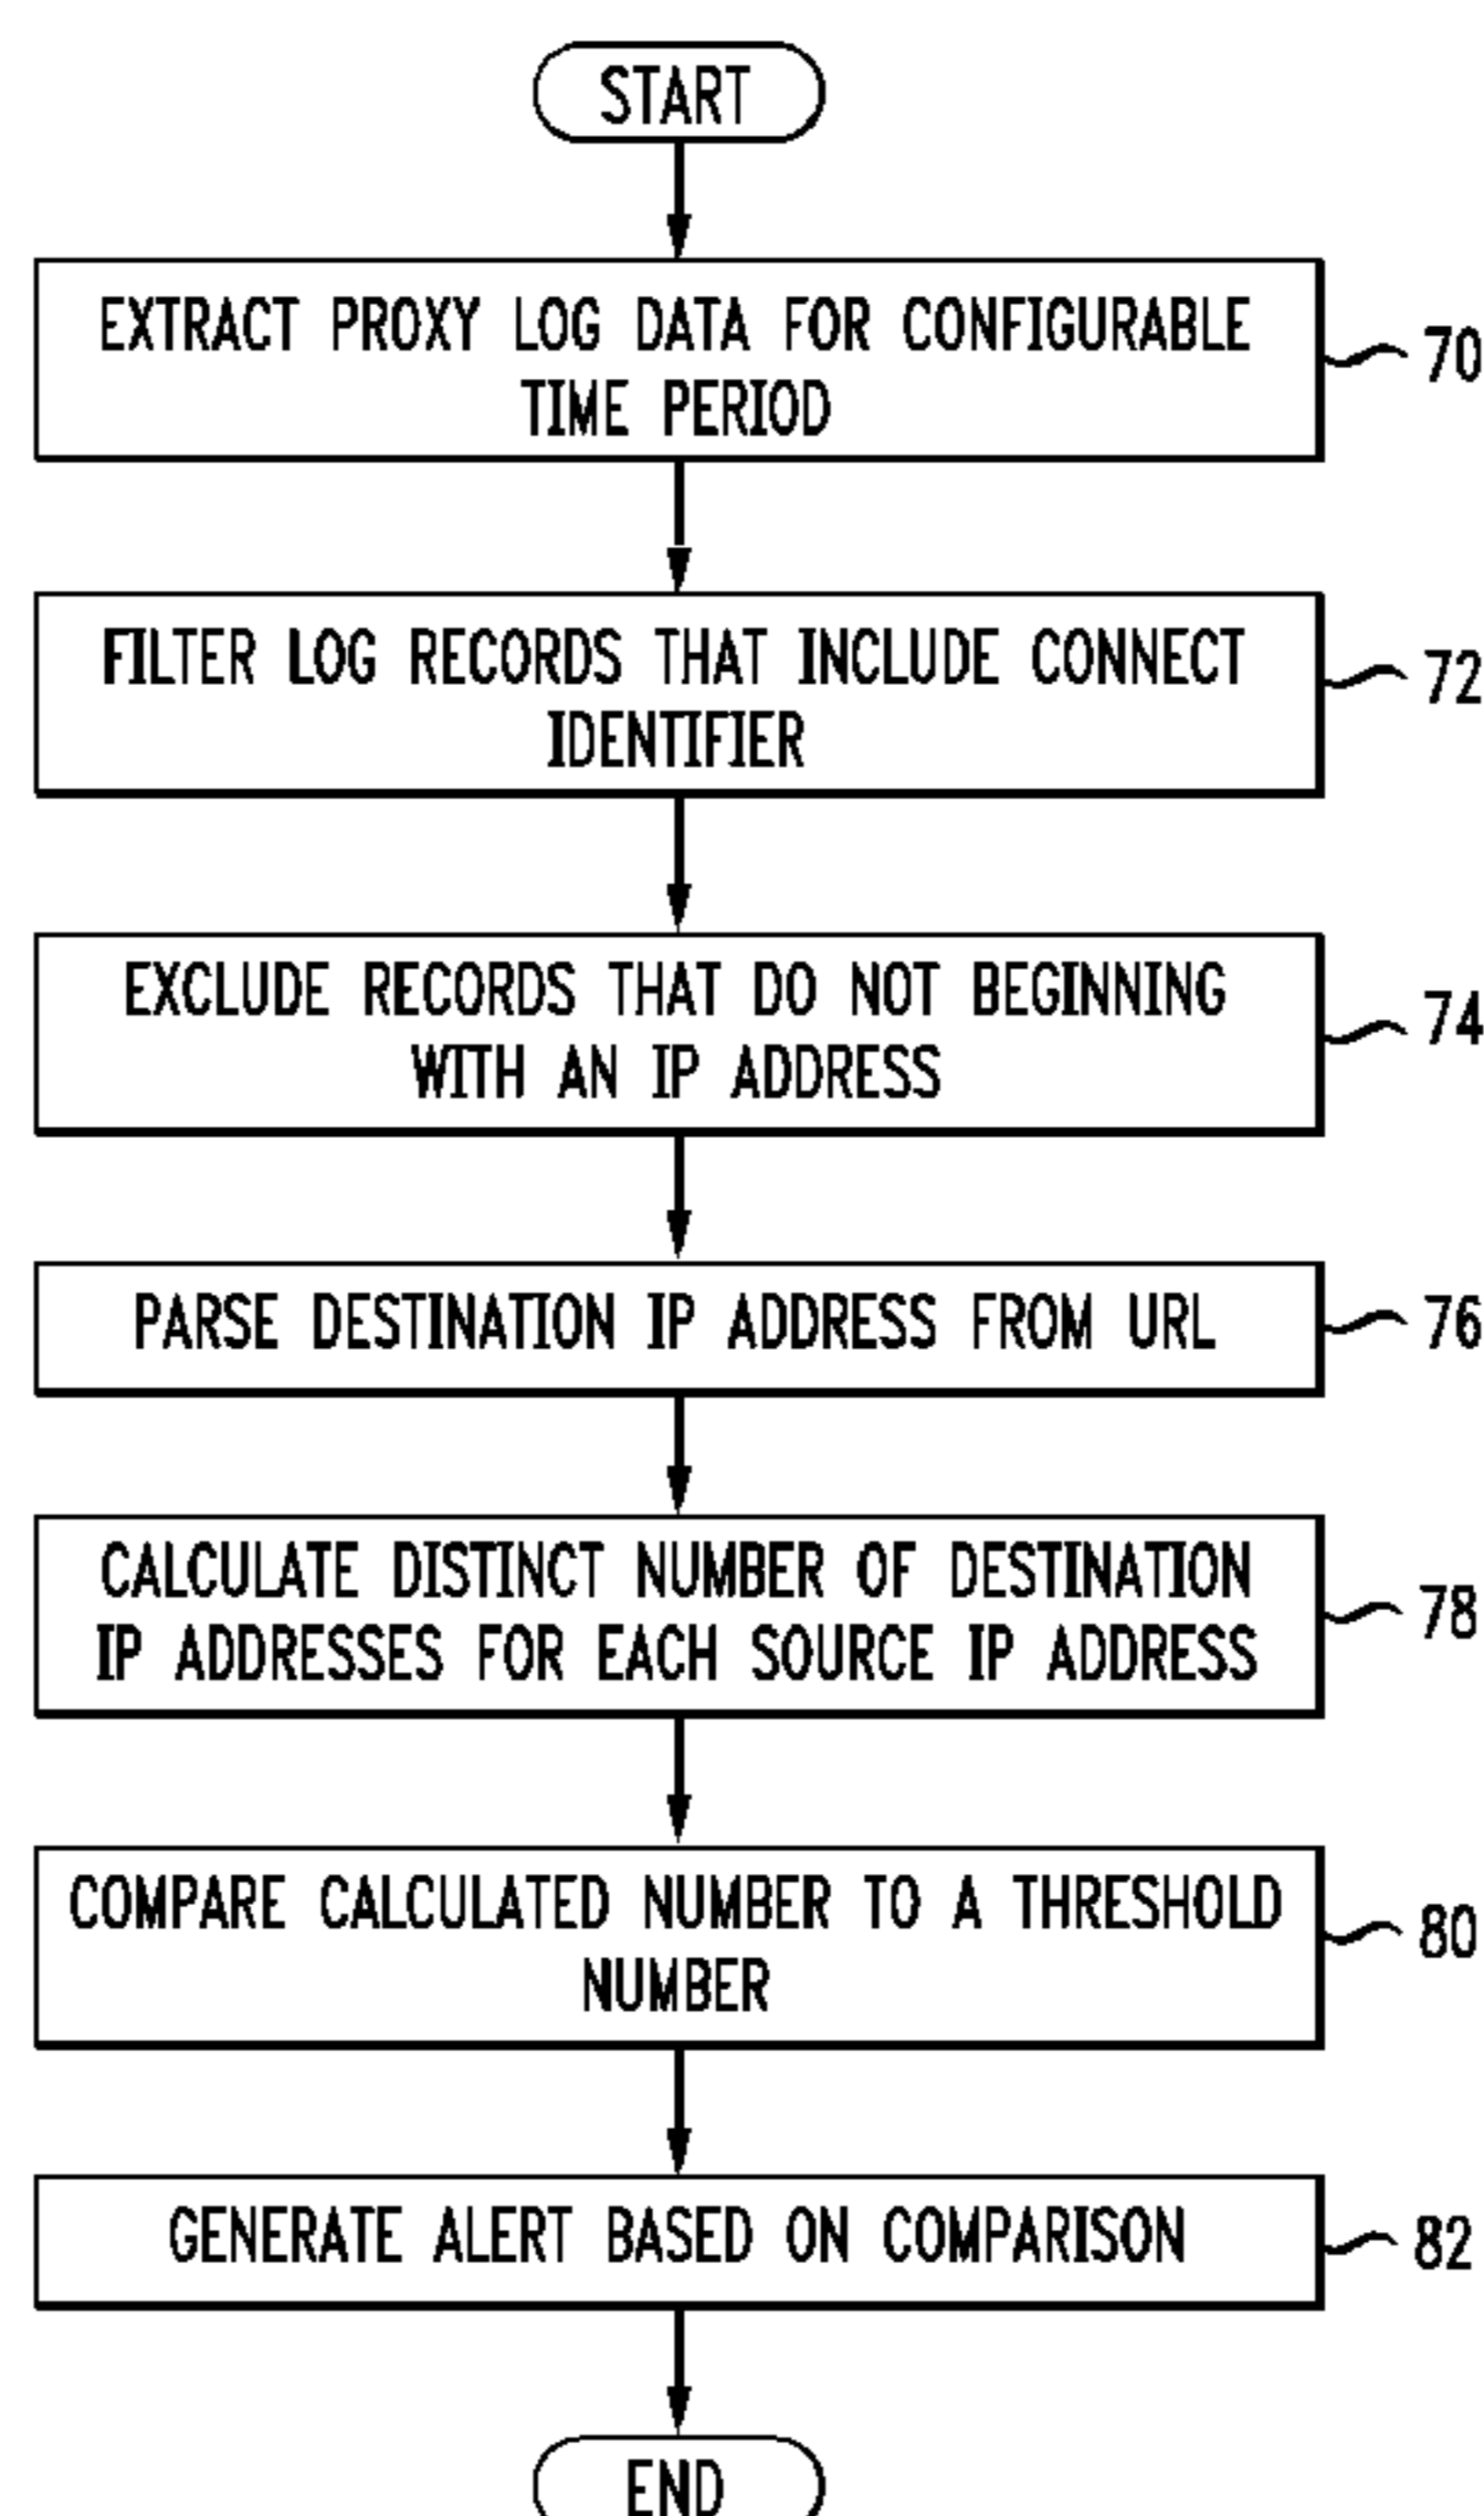 START
EXTRACT PROXY LOG DATA FOR CONFIGURABLE
TIME PERIOD
70
FILTER LOG RECORDS THAT INCLUDE CONNECT
IDENTIFIER
72
EXCLUDE RECORDS THAT DO NOT BEGINNING
WITH AN IP ADDRESS
74
PARSE DESTINATION IP ADDRESS FROM URL
76
CALCULATE DISTINCT NUMBER OF DESTINATION
IP ADDRESSES FOR EACH SOURCE IP ADDRESS
78
COMPARE CALCULATED NUMBER TO A THRESHOLD
NUMBER
80
GENERATE ALERT BASED ON COMPARISON
82
END